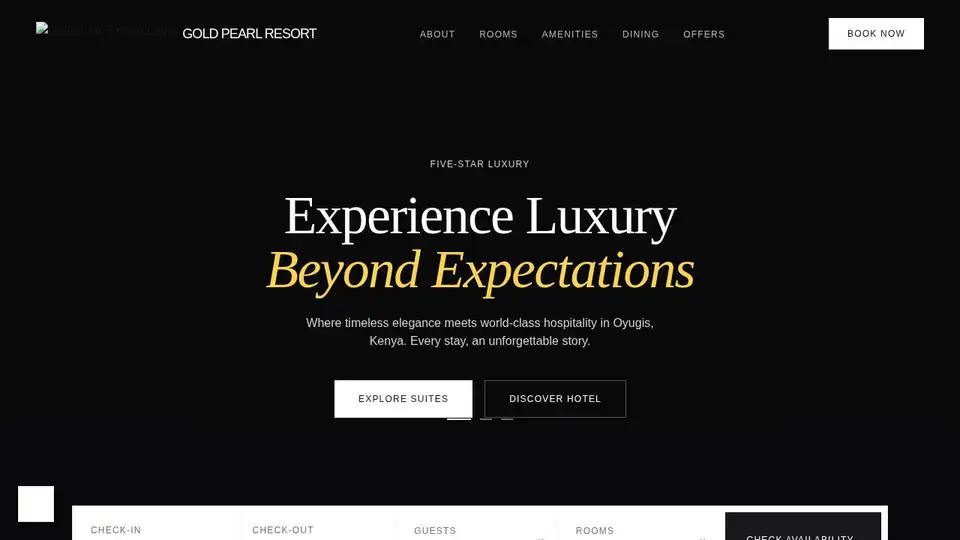 GOLD PEARL RESORT
ABOUT
ROOMS
AMENITIES
DINING
OFFERS
BOOK NOW
FIVE-STAR LUXURY
Experience Luxury
Beyond Expectations
Where timeless elegance meets world-class hospitality in Oyugis,
Kenya. Every stay, an unforgettable story.
EXPLORE SUITES
DISCOVER HOTEL
CHECK-IN
CHECK-OUT
GUESTS
ROOMS
CHECK AVAILABILITY